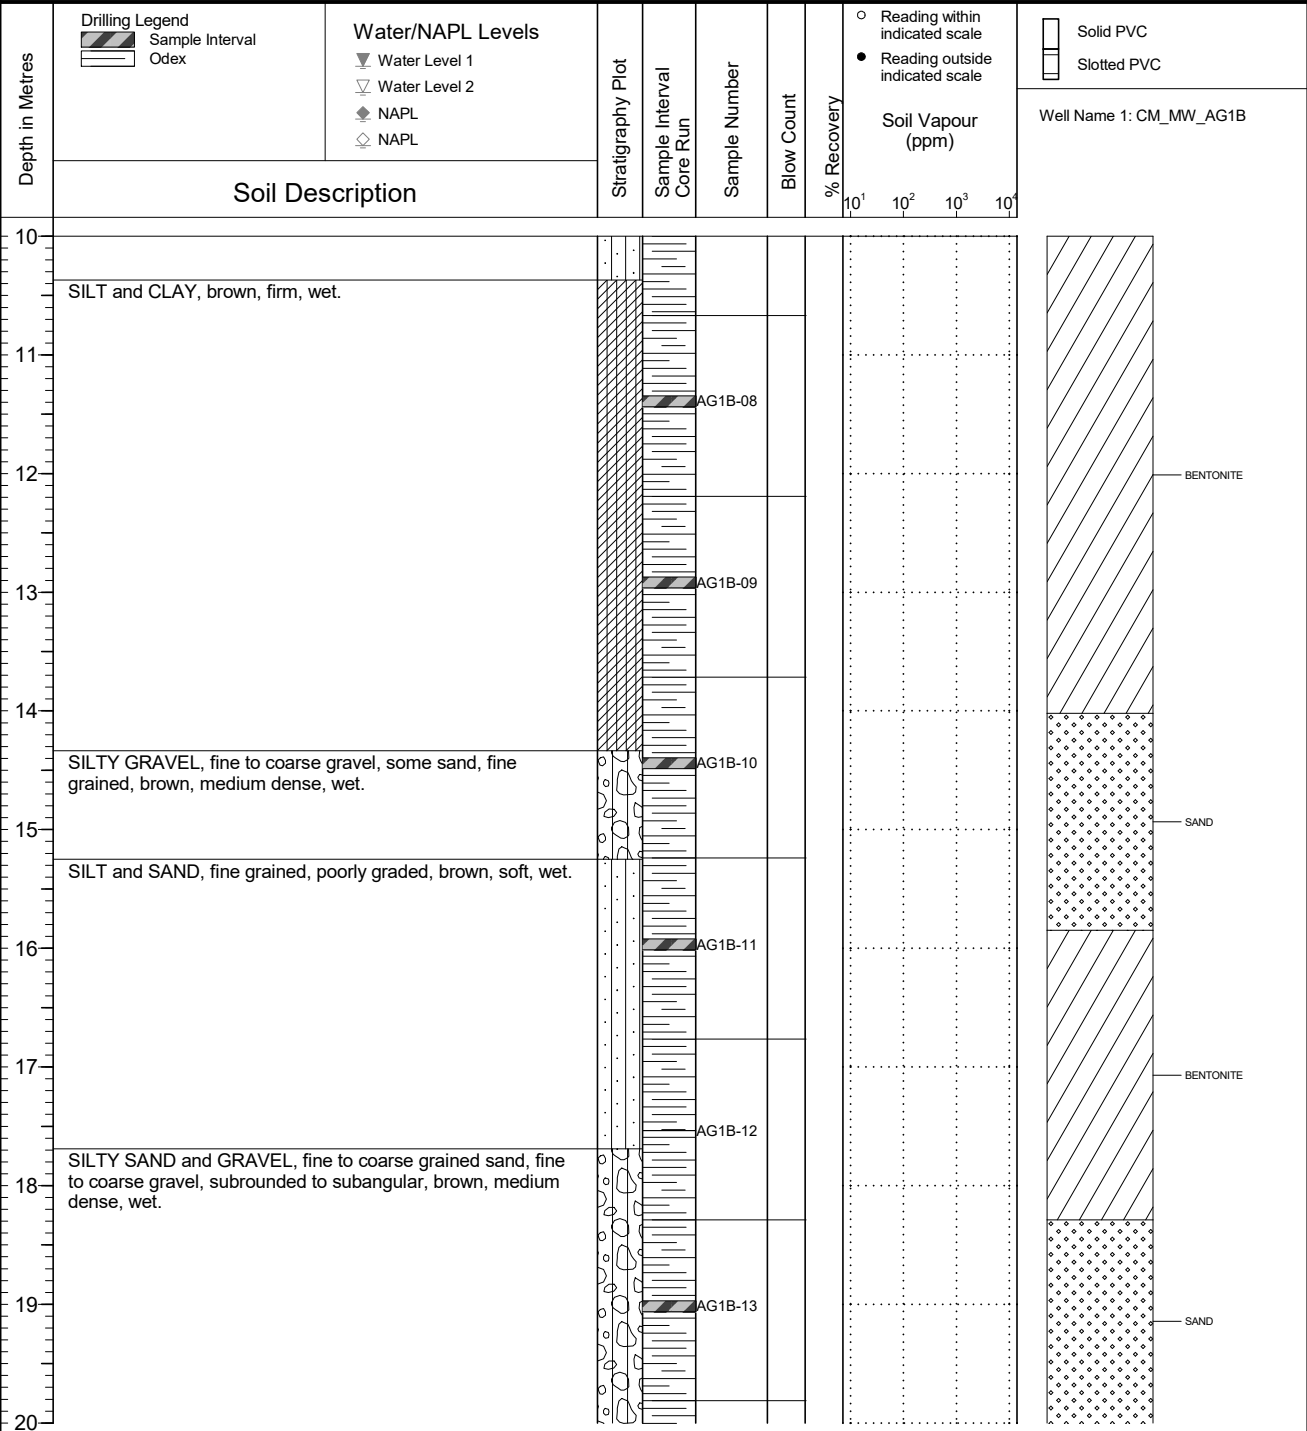 Depth in Metres
Drilling Legend
Sample Interval
Odex
Water/NAPL Levels
Water Level 1
Water Level 2
NAPL
NAPL
Soil Description
Stratigraphy Plot
Sample Interval
Core Run
Sample Number
Blow Count
% Recovery
Reading within
indicated scale
Reading outside
indicated scale
Soil Vapour
(ppm)
10¹ 10² 10³ 10⁴
Solid PVC
Slotted PVC
Well Name 1: CM_MW_AG1B
10
SILT and CLAY, brown, firm, wet.
11
AG1B-08
12
BENTONITE
AG1B-09
13
14
SILTY GRAVEL, fine to coarse gravel, some sand, fine
grained, brown, medium dense, wet.
AG1B-10
15
SAND
SILT and SAND, fine grained, poorly graded, brown, soft, wet.
AG1B-11
16
17
BENTONITE
AG1B-12
SILTY SAND and GRAVEL, fine to coarse grained sand, fine
to coarse gravel, subrounded to subangular, brown, medium
dense, wet.
18
19
AG1B-13
SAND
20